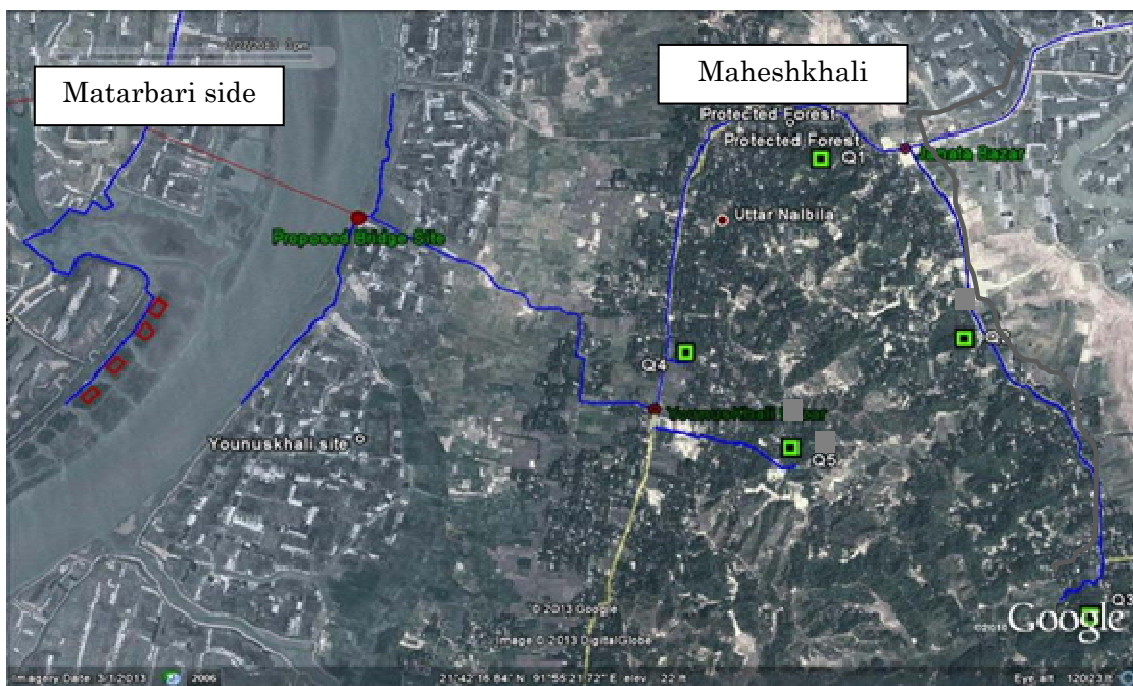 Matarbari side
Maheshkhali
N
Protected Forest
Protected Forest
Q1
Janata Bazar
Uttar Nalbila
Proposed Bridge Site
Q4
Younuskhali site
Q5
Q3
© 2013 Google
Image © 2013 DigitalGlobe
Google
Imagery Date: 3/1/2013
2006
21°42'16.84" N 91°55'21.72" E elev 22 ft
Eye alt 12023 ft